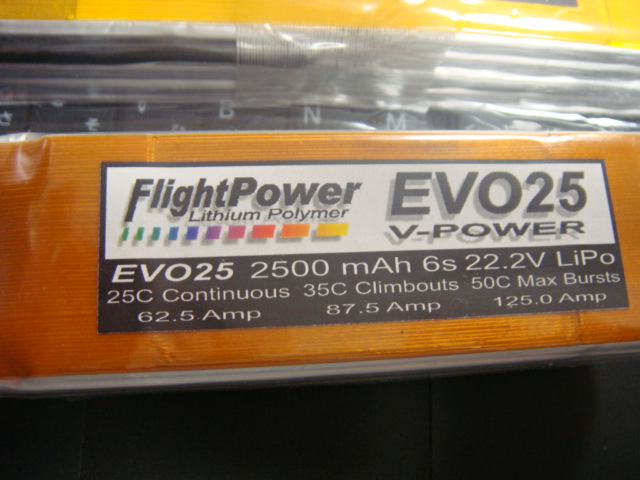 B N M
FlightPower
Lithium Polymer
EVO25
V-POWER
EVO25 2500 mAh 6s 22.2V LiPo
25C Continuous 35C Climbouts 50C Max Bursts
62.5 Amp 87.5 Amp 125.0 Amp